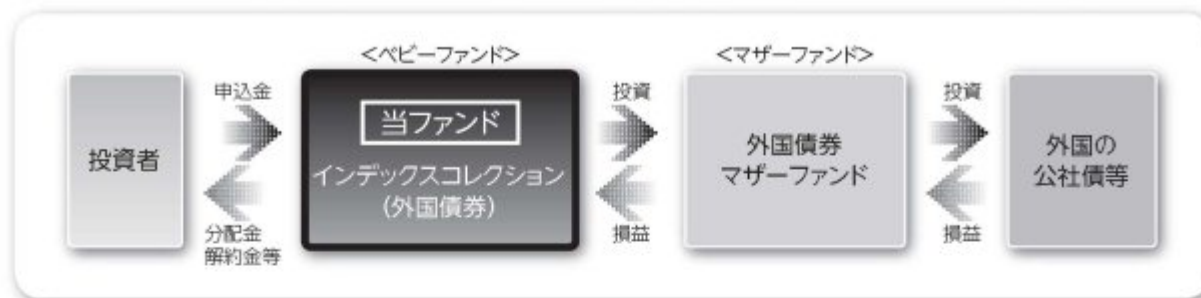 <ベビーファンド>
<マザーファンド>
投資者
申込金
分配金
解約金等
当ファンド
インデックスコレクション
(外国債券)
投資
損益
外国債券
マザーファンド
投資
損益
外国の
公社債等